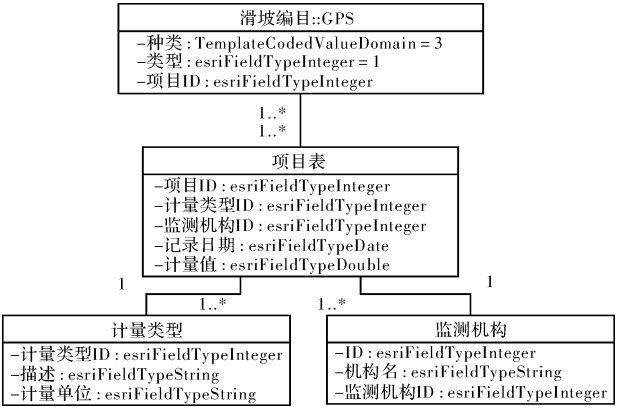 滑坡编目::GPS
-种类:TemplateCodedValueDomain=3
-类型:esriFieldTypeInteger=1
-项目ID:esriFieldTypeInteger
1..*
1..*
项目表
-项目ID:esriFieldTypeInteger
-计量类型ID:esriFieldTypeInteger
-监测机构ID:esriFieldTypeInteger
-记录日期:esriFieldTypeDate
-计量值:esriFieldTypeDouble
1
1
1..*
1..*
计量类型
-计量类型ID:esriFieldTypeInteger
-描述:esriFieldTypeString
-计量单位:esriFieldTypeString
监测机构
-ID:esriFieldTypeInteger
-机构名:esriFieldTypeString
-监测机构ID:esriFieldTypeInteger